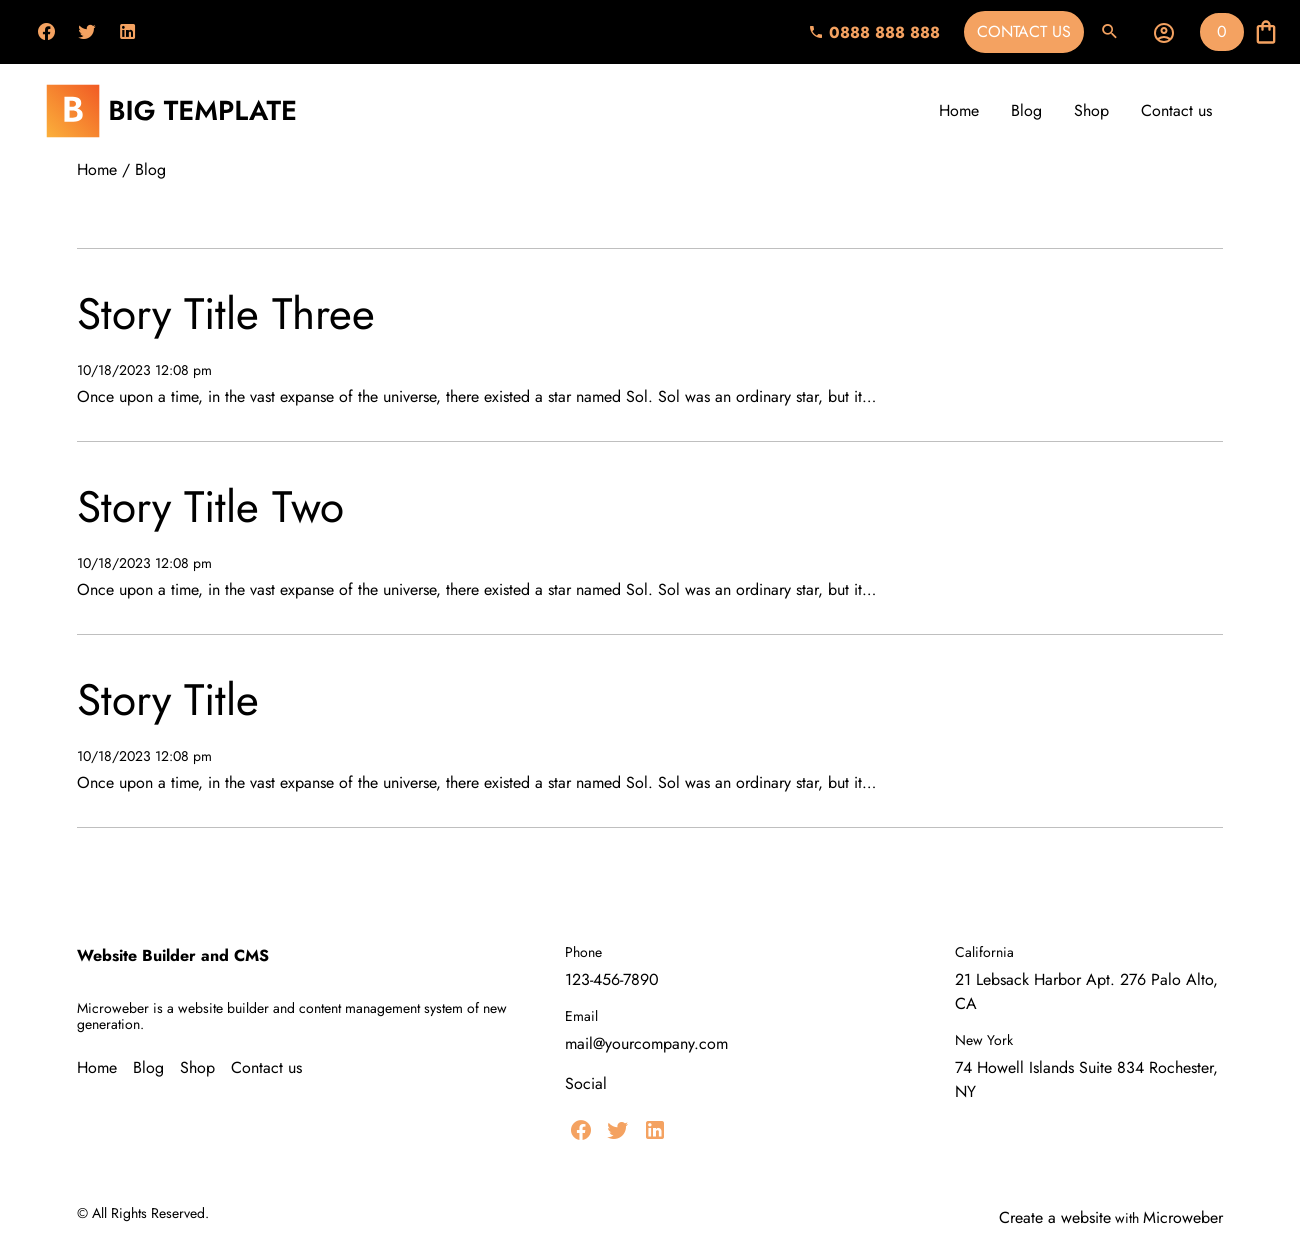 0888 888 888
CONTACT US
0
B BIG TEMPLATE
Home Blog Shop Contact us
Home / Blog
Story Title Three
10/18/2023 12:08 pm
Once upon a time, in the vast expanse of the universe, there existed a star named Sol. Sol was an ordinary star, but it...
Story Title Two
10/18/2023 12:08 pm
Once upon a time, in the vast expanse of the universe, there existed a star named Sol. Sol was an ordinary star, but it...
Story Title
10/18/2023 12:08 pm
Once upon a time, in the vast expanse of the universe, there existed a star named Sol. Sol was an ordinary star, but it...
Website Builder and CMS
Microweber is a website builder and content management system of new
generation.
Home Blog Shop Contact us
Phone
123-456-7890
Email
mail@yourcompany.com
Social
California
21 Lebsack Harbor Apt. 276 Palo Alto,
CA
New York
74 Howell Islands Suite 834 Rochester,
NY
© All Rights Reserved.
Create a website with Microweber